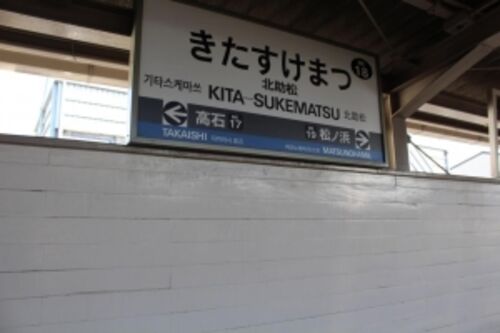 きたすけまつ
18
北助松
기타스케마쓰
KITA-SUKEMATSU 北助松
高石 17
TAKAISHI
19 松ノ浜
MATSUNOHAMA